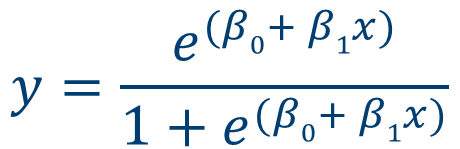 y = e^(β₀ + β₁x) / 1 + e^(β₀ + β₁x)